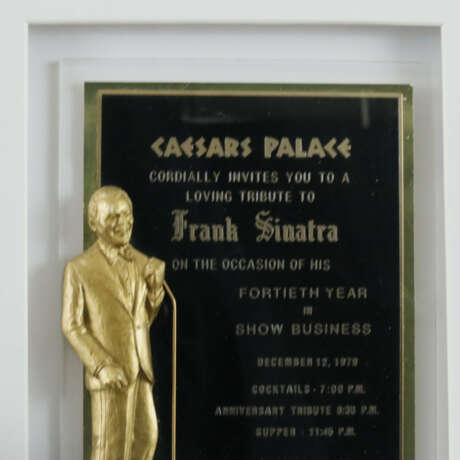 CAESARS PALACE
CORDIALLY INVITES YOU TO A
LOVING TRIBUTE TO
Frank Sinatra
ON THE OCCASION OF HIS
FORTIETH YEAR
IN
SHOW BUSINESS
DECEMBER 12, 1979
COCKTAILS - 7:00 P.M.
ANNIVERSARY TRIBUTE 8:30 P.M.
SUPPER - 11:45 P.M.